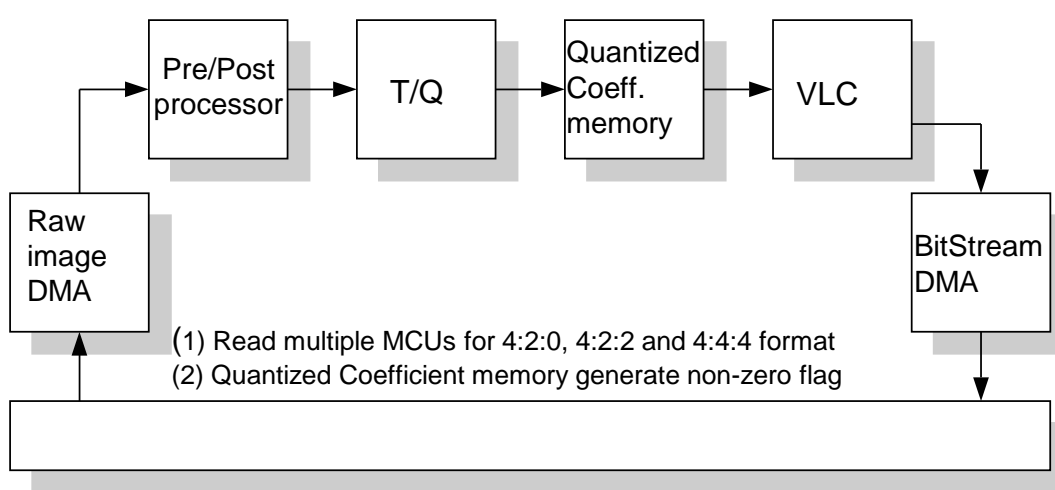 Pre/Post
processor
T/Q
Quantized
Coeff.
memory
VLC
Raw
image
DMA
BitStream
DMA
(1) Read multiple MCUs for 4:2:0, 4:2:2 and 4:4:4 format
(2) Quantized Coefficient memory generate non-zero flag